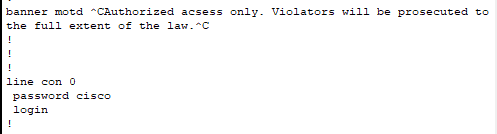 banner motd ^CAuthorized acsess only. Violators will be prosecuted to
the full extent of the law.^C
!
!
!
line con 0
 password cisco
 login
!